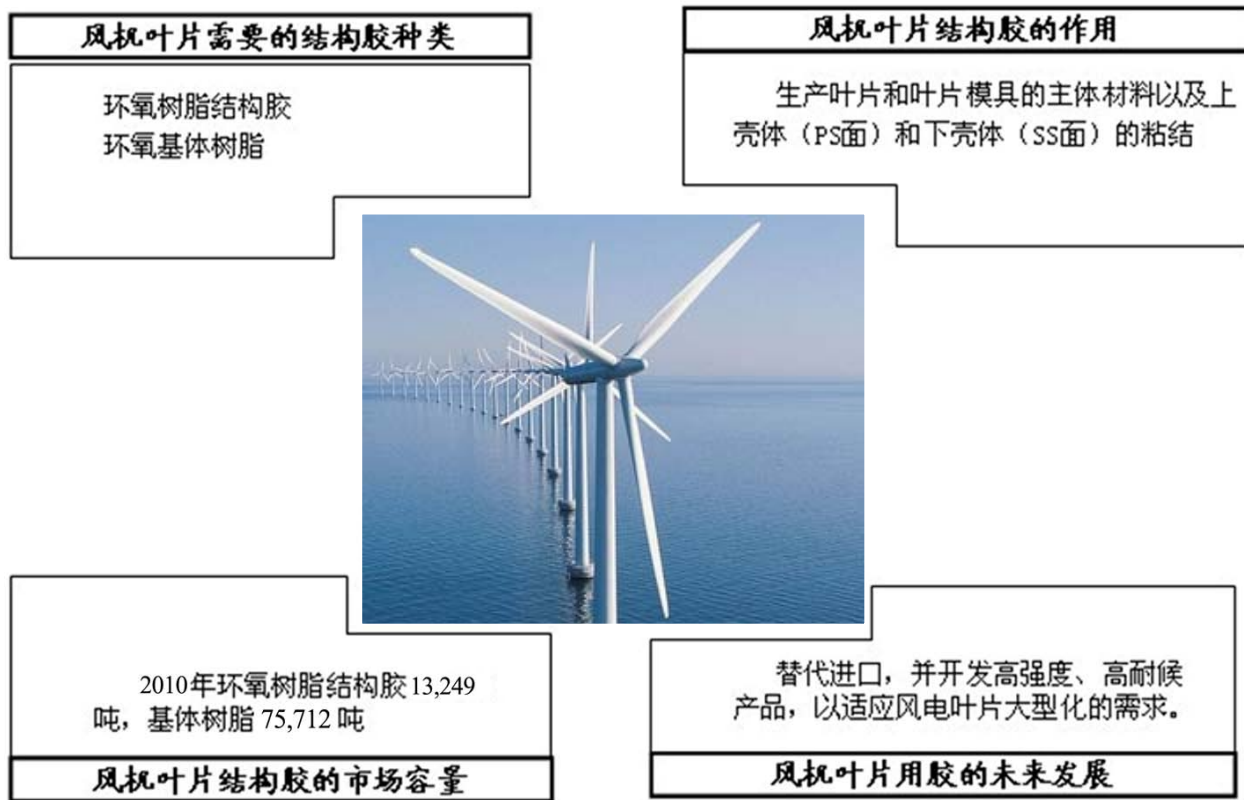 风机叶片需要的结构胶种类
环氧树脂结构胶
环氧基体树脂
风机叶片结构胶的作用
生产叶片和叶片模具的主体材料以及上
壳体（PS面）和下壳体（SS面）的粘结
2010年环氧树脂结构胶13,249
吨，基体树脂 75,712 吨
风机叶片结构胶的市场容量
替代进口，并开发高强度、高耐候
产品，以适应风电叶片大型化的需求。
风机叶片用胶的未来发展